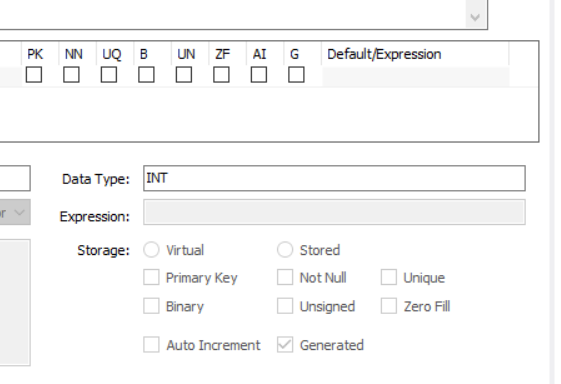 PK NN UQ B UN ZF AI G Default/Expression
Data Type: INT
Expression:
Storage: Virtual Stored
Primary Key Not Null Unique
Binary Unsigned Zero Fill
Auto Increment Generated